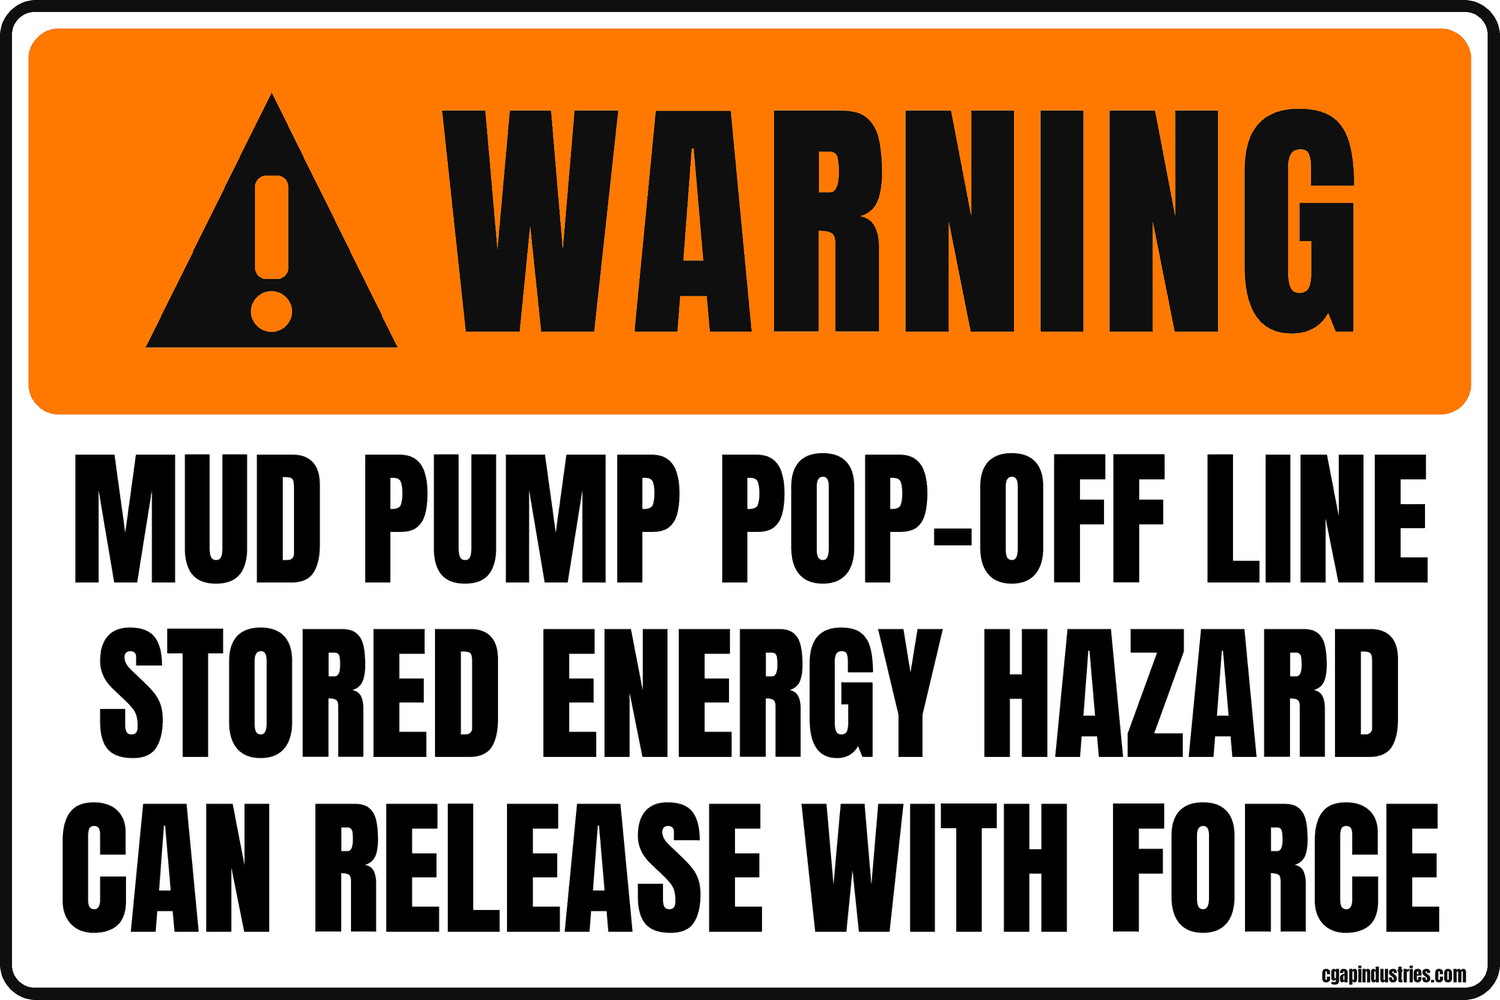 WARNING
MUD PUMP POP-OFF LINE
STORED ENERGY HAZARD
CAN RELEASE WITH FORCE
cgapindustries.com